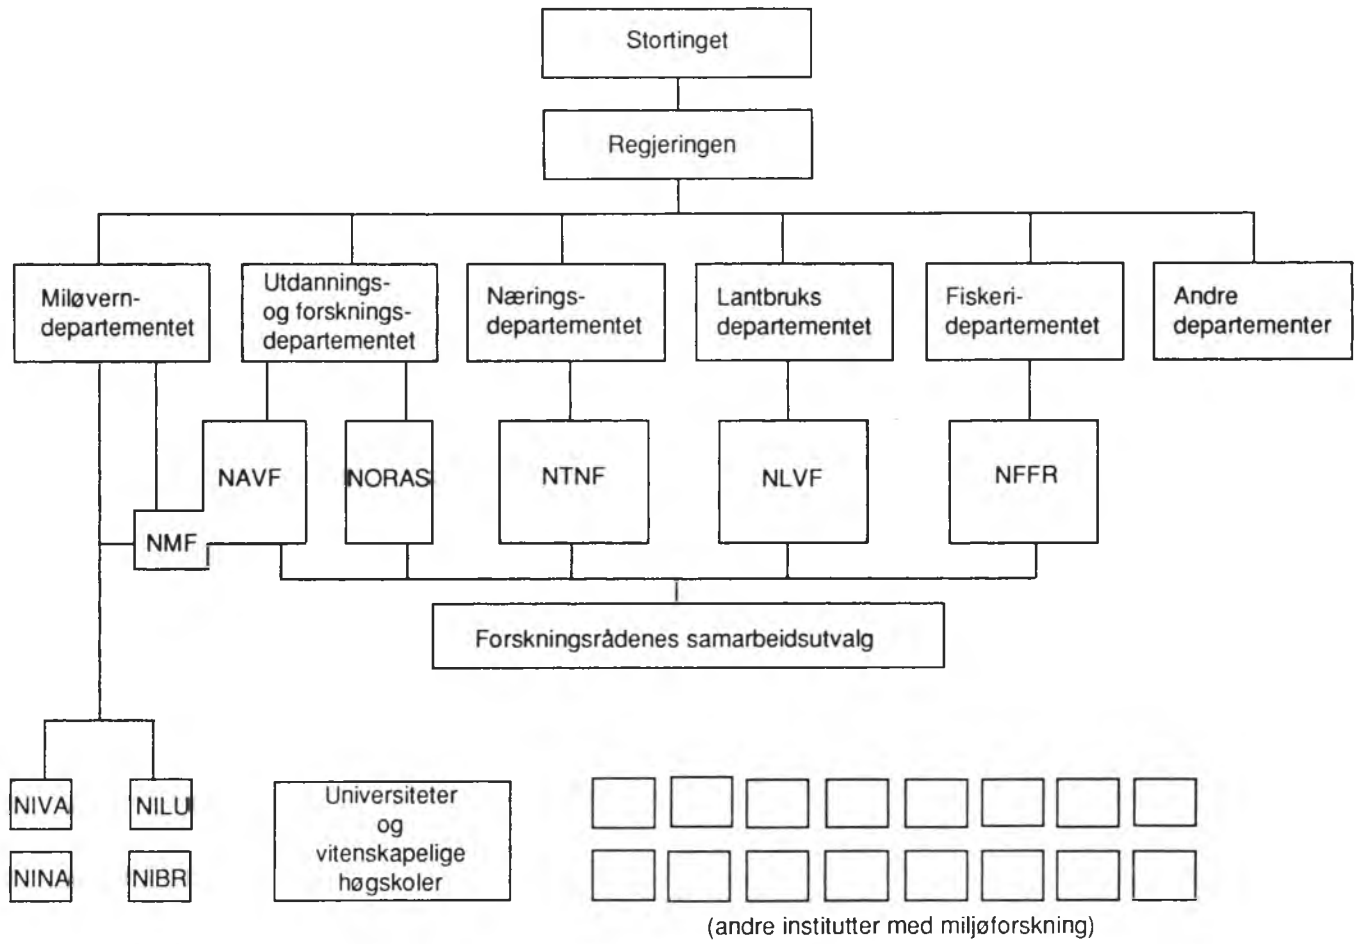 Stortinget
Regjeringen
Miløvern-
departementet
Utdannings-
og forsknings-
departementet
Nærings-
departementet
Lantbruks
departementet
Fiskeri-
departementet
Andre
departementer
NAVF
NORAS
NTNF
NLVF
NFFR
NMF
Forskningsrådenes samarbeidsutvalg
NIVA
NILU
NINA
NIBR
Universiteter
og
vitenskapelige
høgskoler
(andre institutter med miljøforskning)